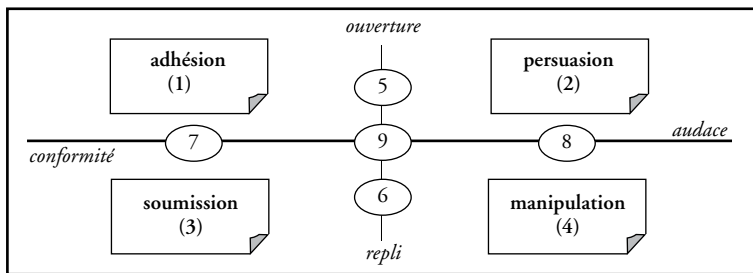 ouverture
adhésion
(1)
persuasion
(2)
5
7
9
8
audace
conformité
soumission
(3)
6
manipulation
(4)
repli